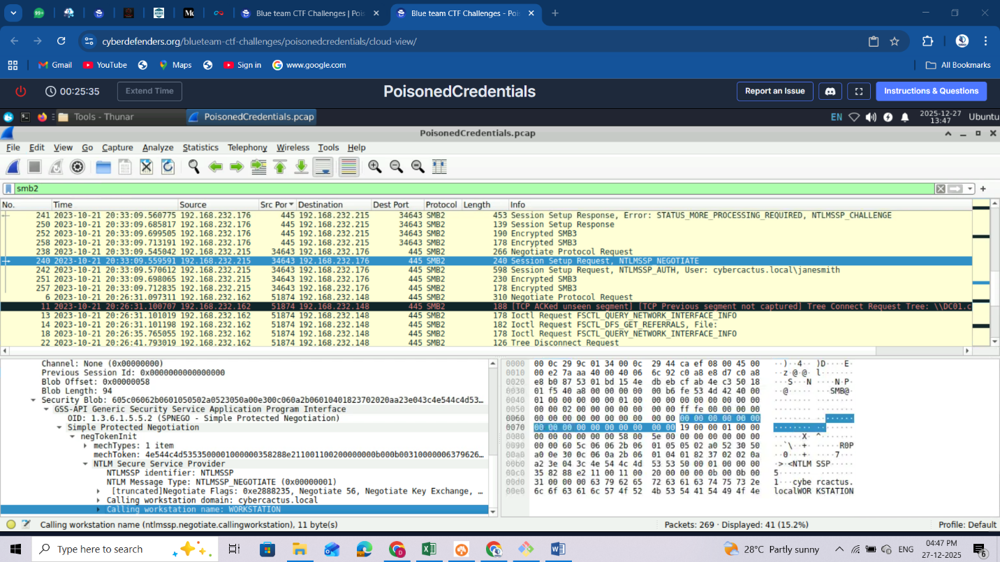 99+
Blue team CTF Challenges | Pois
Blue team CTF Challenges - Poi
cyberdefenders.org/blueteam-ctf-challenges/poisonedcredentials/cloud-view/
Gmail YouTube Maps Sign in www.google.com All Bookmarks
00:25:35 Extend Time PoisonedCredentials Report an Issue Instructions & Questions
Tools - Thunar PoisonedCredentials.pcap EN 2025-12-27 13:47 Ubuntu
PoisonedCredentials.pcap
File Edit View Go Capture Analyze Statistics Telephony Wireless Tools Help
smb2
No. Time Source Src Por Destination Dest Port Protocol Length Info
241 2023-10-21 20:33:09.560775 192.168.232.176 445 192.168.232.215 34643 SMB2 453 Session Setup Response, Error: STATUS_MORE_PROCESSING_REQUIRED, NTLMSSP_CHALLENGE
250 2023-10-21 20:33:09.685817 192.168.232.176 445 192.168.232.215 34643 SMB2 139 Session Setup Response
252 2023-10-21 20:33:09.699505 192.168.232.176 445 192.168.232.215 34643 SMB2 190 Encrypted SMB3
258 2023-10-21 20:33:09.713191 192.168.232.176 445 192.168.232.215 34643 SMB2 178 Encrypted SMB3
238 2023-10-21 20:33:09.545042 192.168.232.215 34643 192.168.232.176 445 SMB2 266 Negotiate Protocol Request
240 2023-10-21 20:33:09.559591 192.168.232.215 34643 192.168.232.176 445 SMB2 240 Session Setup Request, NTLMSSP_NEGOTIATE
242 2023-10-21 20:33:09.570612 192.168.232.215 34643 192.168.232.176 445 SMB2 598 Session Setup Request, NTLMSSP_AUTH, User: cybercactus.local\janesmith
251 2023-10-21 20:33:09.698065 192.168.232.215 34643 192.168.232.176 445 SMB2 230 Encrypted SMB3
257 2023-10-21 20:33:09.712835 192.168.232.215 34643 192.168.232.176 445 SMB2 178 Encrypted SMB3
6 2023-10-21 20:26:31.097311 192.168.232.162 51874 192.168.232.148 445 SMB2 310 Negotiate Protocol Request
11 2023-10-21 20:26:31.100707 192.168.232.162 51874 192.168.232.148 445 SMB2 188 [TCP ACKed unseen segment] [TCP Previous segment not captured] Tree Connect Request Tree: \\DC01.c
13 2023-10-21 20:26:31.101019 192.168.232.162 51874 192.168.232.148 445 SMB2 178 Ioctl Request FSCTL_QUERY_NETWORK_INTERFACE_INFO
14 2023-10-21 20:26:31.101198 192.168.232.162 51874 192.168.232.148 445 SMB2 182 Ioctl Request FSCTL_DFS_GET_REFERRALS, File:
18 2023-10-21 20:26:35.765055 192.168.232.162 51874 192.168.232.148 445 SMB2 178 Ioctl Request FSCTL_QUERY_NETWORK_INTERFACE_INFO
22 2023-10-21 20:26:41.793019 192.168.232.162 51874 192.168.232.148 445 SMB2 126 Tree Disconnect Request
Channel: None (0x00000000)
Previous Session Id: 0x0000000000000000
Blob Offset: 0x00000058
Blob Length: 94
Security Blob: 605c06062b0601050502a0523050a00e300c060a2b06010401823702020aa23e043c4e544c4d53…
GSS-API Generic Security Service Application Program Interface
OID: 1.3.6.1.5.5.2 (SPNEGO - Simple Protected Negotiation)
Simple Protected Negotiation
negTokenInit
mechTypes: 1 item
mechToken: 4e544c4d5353500001000000358288e211001100200000000b000b003100000063796 26…
NTLM Secure Service Provider
NTLMSSP identifier: NTLMSSP
NTLM Message Type: NTLMSSP_NEGOTIATE (0x00000001)
[truncated]Negotiate Flags: 0xe2888235, Negotiate 56, Negotiate Key Exchange, …
Calling workstation domain: cybercactus.local
Calling workstation name: WORKSTATION
0000 00 0c 29 9c 01 34 00 0c 29 44 ca ef 08 00 45 00 ··)··4·· )D····E·
0010 00 e2 7a aa 40 00 40 06 6c 92 c0 a8 e8 d7 c0 a8 ··z·@·@· l·······
0020 e8 b0 87 53 01 bd 15 4e db eb cf ab 4e c3 50 18 ···S···N ····N·P·
0030 01 f5 40 a8 00 00 00 00 00 b6 fe 53 4d 42 40 00 ··@····· ···SMB@·
0040 01 00 00 00 00 00 01 00 00 00 00 00 00 00 00 00
0050 00 00 02 00 00 00 00 00 00 00 ff fe 00 00 00 00
0060 00 00 00 00 00 00 00 00 00 00 00 00 00 00 00 00
0070 00 00 00 00 00 00 00 00 00 00 19 00 00 01 00 00
00 00 00 00 00 00 58 00 5e 00 00 00 00 00 00 00 ······X· ^·······
0090 00 00 60 5c 06 06 2b 06 01 05 05 02 a0 52 30 50 ··`\··+· ·····R0P
00a0 a0 0e 30 0c 06 0a 2b 06 01 04 01 82 37 02 02 0a ··0···+· ····7···
00b0 a2 3e 04 3c 4e 54 4c 4d 53 53 50 00 01 00 00 00 ·>·<NTLM SSP·····
00c0 35 82 88 e2 11 00 11 00 20 00 00 00 0b 00 0b 00 5·······
00d0 31 00 00 00 63 79 62 65 72 63 61 63 74 75 73 2e 1···cybe rcactus.
00e0 6c 6f 63 61 6c 57 4f 52 4b 53 54 41 54 49 4f 4e localWOR KSTATION
Calling workstation name (ntlmssp.negotiate.callingworkstation), 11 byte(s) Packets: 269 · Displayed: 41 (15.2%) Profile: Default
Type here to search 28°C Partly sunny ENG 04:47 PM 27-12-2025 6